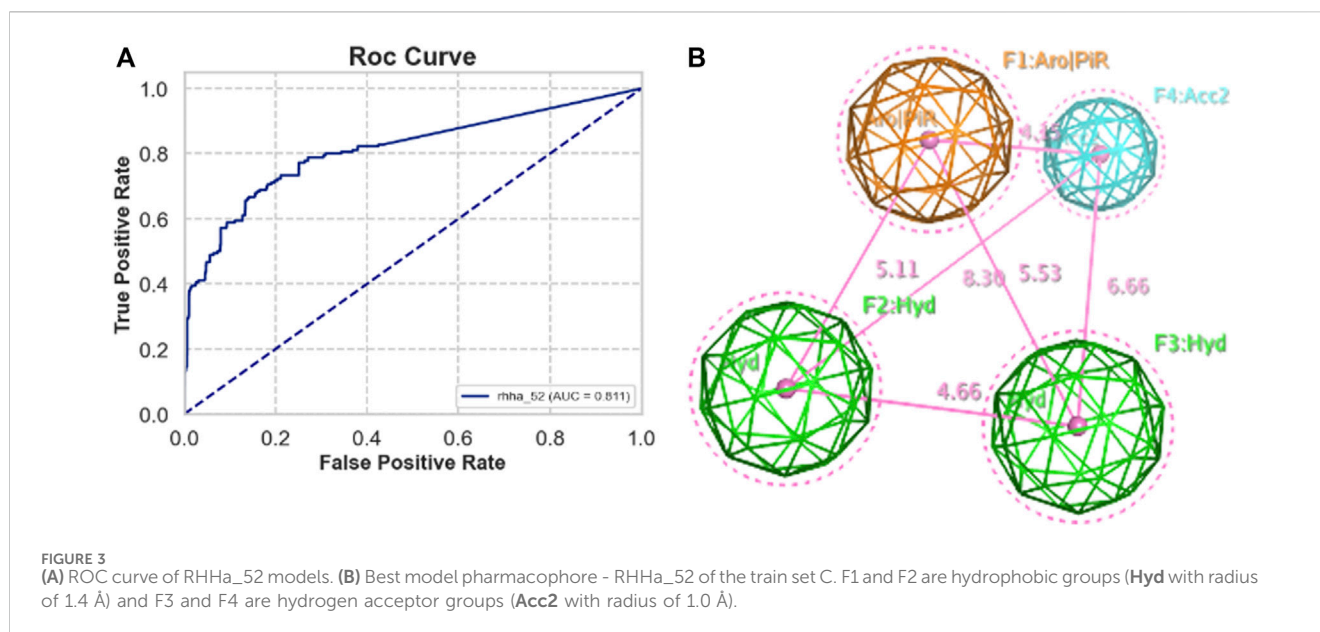 A
Roc Curve
True Positive Rate
1.0
0.8
0.6
0.4
0.2
0.0
rhha_52 (AUC = 0.811)
0.0 0.2 0.4 0.6 0.8 1.0
False Positive Rate
B
F1:Aro|PiR
F4:Acc2
Aro|PiR
5.11
8.30
5.53
6.66
F2:Hyd
F3:Hyd
Hyd
4.66
Hyd
FIGURE 3
(A) ROC curve of RHHa_52 models. (B) Best model pharmacophore - RHHa_52 of the train set C. F1 and F2 are hydrophobic groups (Hyd with radius
of 1.4 Å) and F3 and F4 are hydrogen acceptor groups (Acc2 with radius of 1.0 Å).